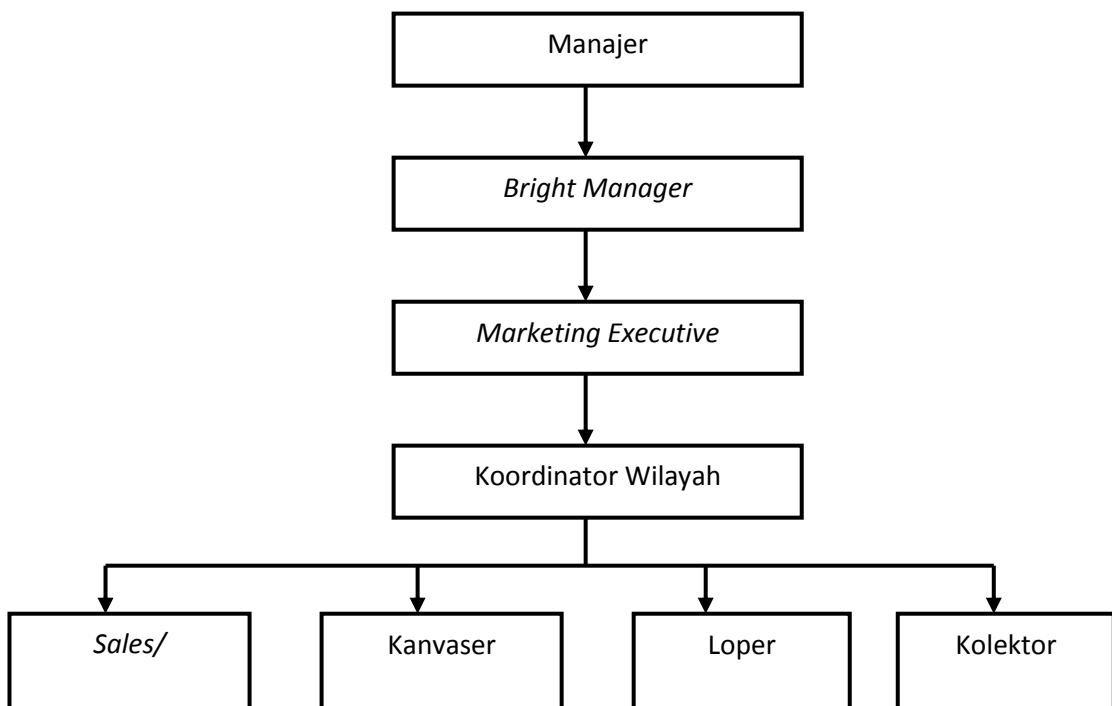 Manajer
Bright Manager
Marketing Executive
Koordinator Wilayah
Sales/
Kanvaser
Loper
Kolektor